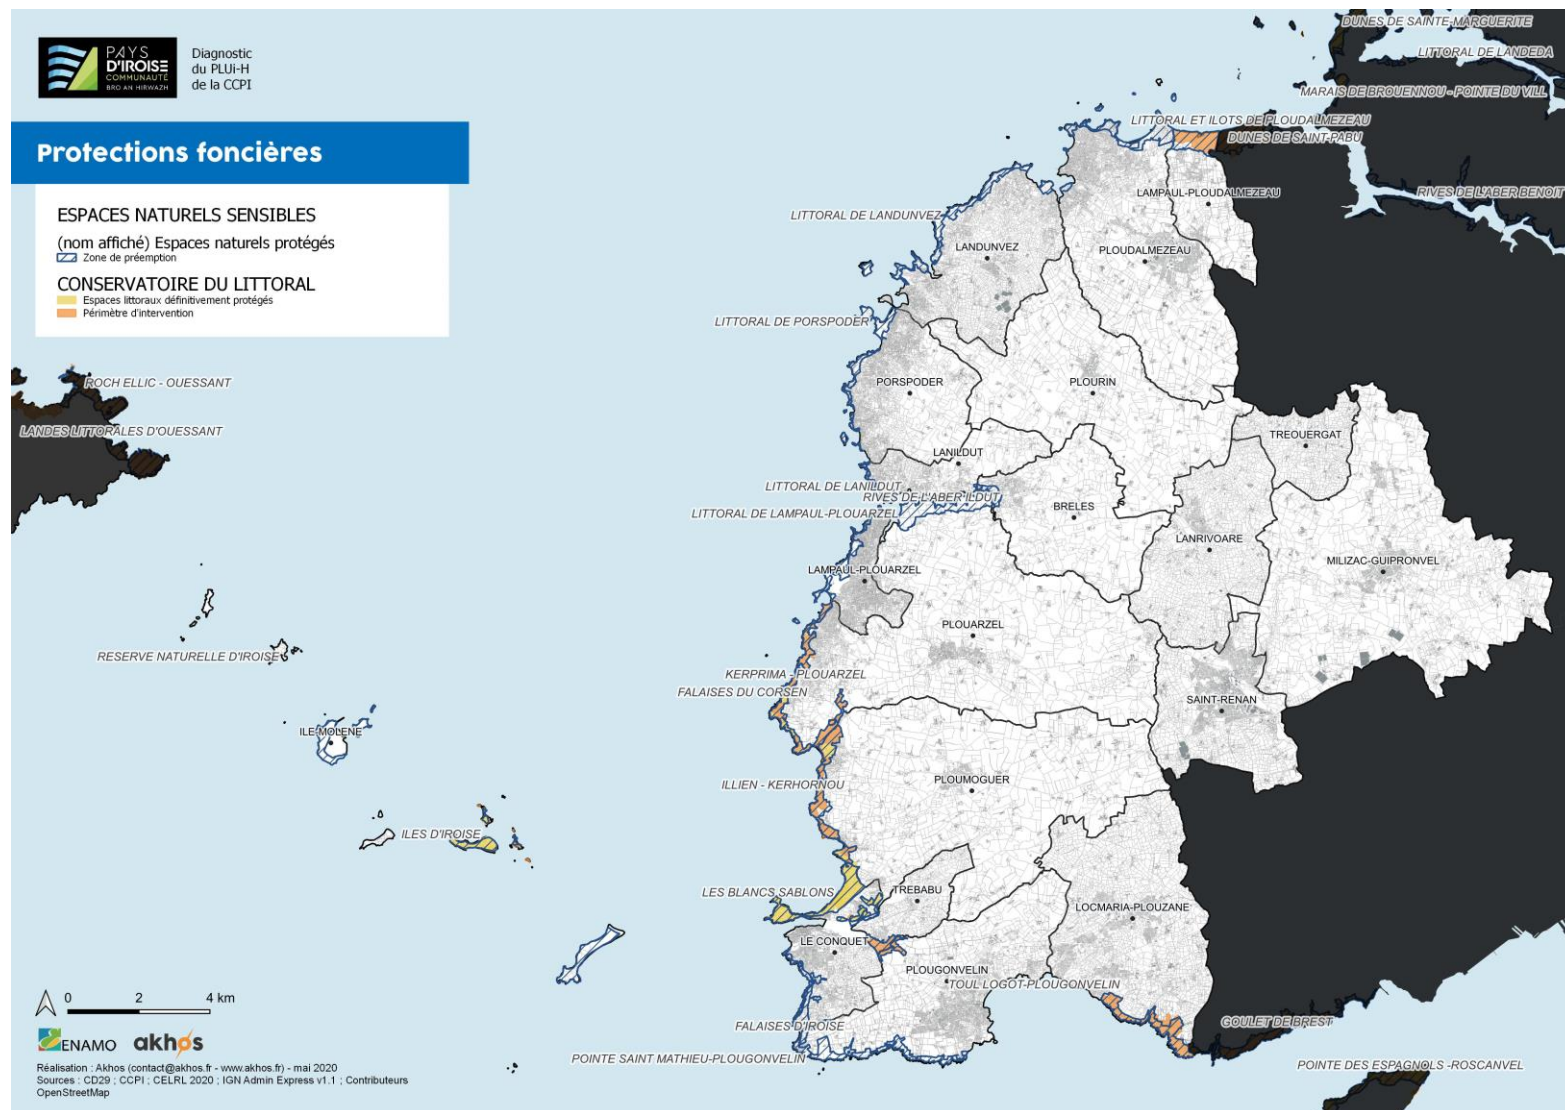 PAYS
D'IROISE
COMMUNAUTÉ
BRO AN HIRWAZH
Diagnostic
du PLUi-H
de la CCPI
Protections foncières
ESPACES NATURELS SENSIBLES
(nom affiché) Espaces naturels protégés
Zone de préemption
CONSERVATOIRE DU LITTORAL
Espaces littoraux définitivement protégés
Périmètre d'intervention
DUNES DE SAINTE-MARGUERITE
LITTORAL DE LANDEDA
MARAIS DE BROUENNOU - POINTE DU VILL
LITTORAL ET ILOTS DE PLOUDALMEZEAU
DUNES DE SAINT-PABU
RIVES DE L'ABER BENOIT
LAMPAUL-PLOUDALMEZEAU
LITTORAL DE LANDUNVEZ
LANDUNVEZ
PLOUDALMEZEAU
LITTORAL DE PORSPODER
ROCH ELLIC - OUESSANT
PORSPODER
PLOURIN
LANDES LITTORALES D'OUESSANT
TREOUERGAT
LANILDUT
LITTORAL DE LANILDUT
RIVES DE L'ABER ILDUT
LITTORAL DE LAMPAUL-PLOUARZEL
BRELES
LANRIVOARE
MILIZAC-GUIPRONVEL
LAMPAUL-PLOUARZEL
PLOUARZEL
RESERVE NATURELLE D'IROISE
KERPRIMA - PLOUARZEL
FALAISES DU CORSEN
SAINT-RENAN
ILE-MOLENE
PLOUMOGUER
ILLIEN - KERHORNOU
ILES D'IROISE
LES BLANCS SABLONS
TREBABU
LOCMARIA-PLOUZANE
LE CONQUET
PLOUGONVELIN
TOUL LOGOT-PLOUGONVELIN
FALAISES D'IROISE
GOULET DE BREST
POINTE SAINT MATHIEU-PLOUGONVELIN
POINTE DES ESPAGNOLS -ROSCANVEL
0 2 4 km
ENAMO akhos
Réalisation : Akhos (contact@akhos.fr - www.akhos.fr) - mai 2020
Sources : CD29 ; CCPI ; CELRL 2020 ; IGN Admin Express v1.1 ; Contributeurs
OpenStreetMap